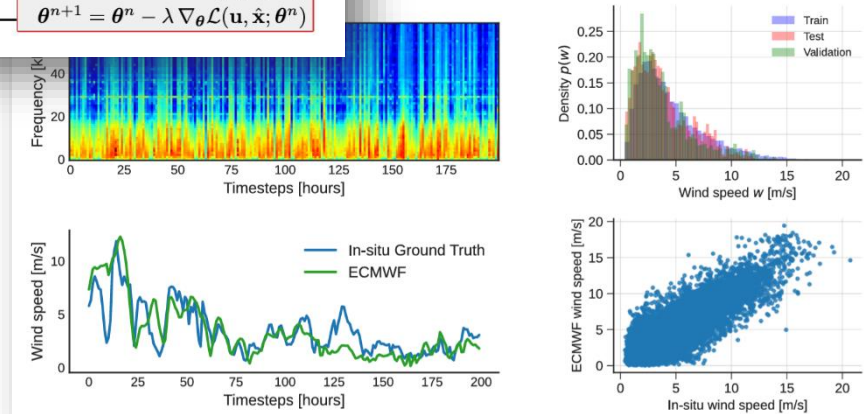 θⁿ⁺¹ = θⁿ − λ ∇_θ ℒ(u, x̂; θⁿ)
Frequency [k
40
20
0
0 25 50 75 100 125 150 175 200
Timesteps [hours]
Density p(w)
0.25
0.20
0.15
0.10
0.05
0.00
Train
Test
Validation
0 5 10 15 20
Wind speed w [m/s]
Wind speed [m/s]
10
5
0
In-situ Ground Truth
ECMWF
0 25 50 75 100 125 150 175 200
Timesteps [hours]
ECMWF wind speed [m/s]
20
15
10
5
0
0 5 10 15 20
In-situ wind speed [m/s]